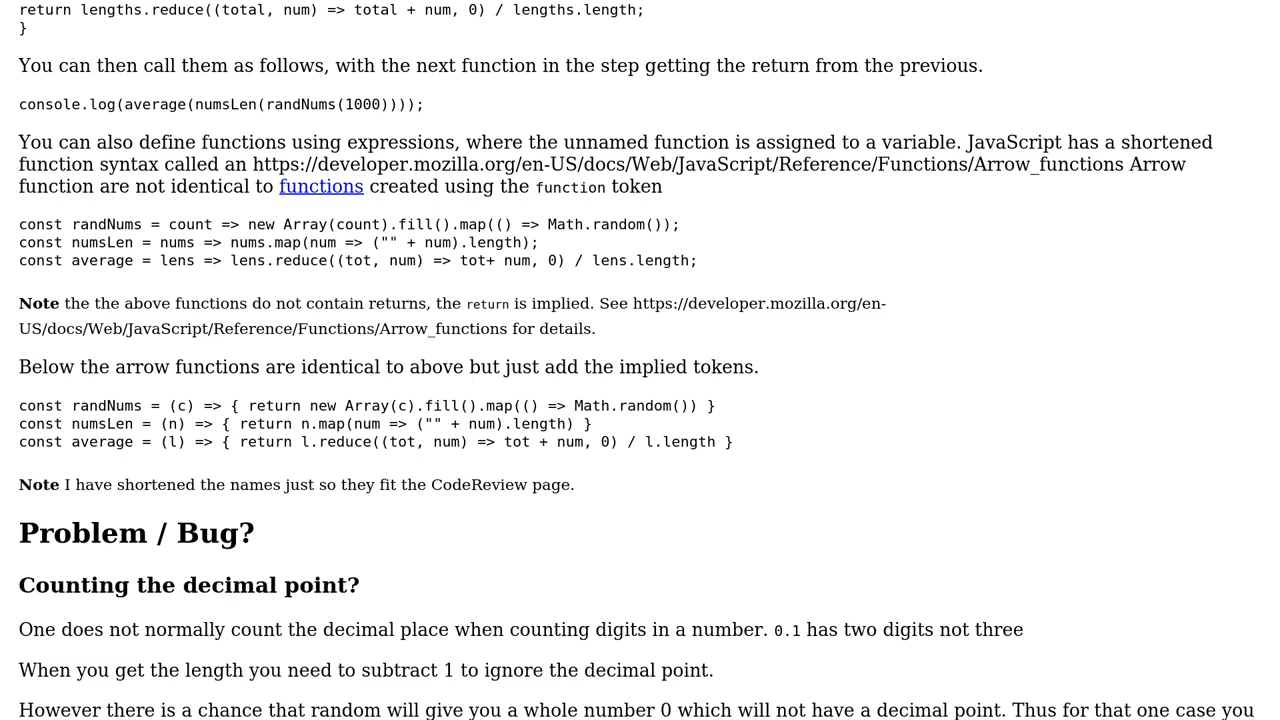 return lengths.reduce((total, num) => total + num, 0) / lengths.length;
}
You can then call them as follows, with the next function in the step getting the return from the previous.
console.log(average(numsLen(randNums(1000))));
You can also define functions using expressions, where the unnamed function is assigned to a variable. JavaScript has a shortened
function syntax called an https://developer.mozilla.org/en-US/docs/Web/JavaScript/Reference/Functions/Arrow_functions Arrow
function are not identical to functions created using the function token
const randNums = count => new Array(count).fill().map(() => Math.random());
const numsLen = nums => nums.map(num => ("" + num).length);
const average = lens => lens.reduce((tot, num) => tot+ num, 0) / lens.length;
Note the the above functions do not contain returns, the return is implied. See https://developer.mozilla.org/en-
US/docs/Web/JavaScript/Reference/Functions/Arrow_functions for details.
Below the arrow functions are identical to above but just add the implied tokens.
const randNums = (c) => { return new Array(c).fill().map(() => Math.random()) }
const numsLen = (n) => { return n.map(num => ("" + num).length) }
const average = (l) => { return l.reduce((tot, num) => tot + num, 0) / l.length }
Note I have shortened the names just so they fit the CodeReview page.
Problem / Bug?
Counting the decimal point?
One does not normally count the decimal place when counting digits in a number. 0.1 has two digits not three
When you get the length you need to subtract 1 to ignore the decimal point.
However there is a chance that random will give you a whole number 0 which will not have a decimal point. Thus for that one case you